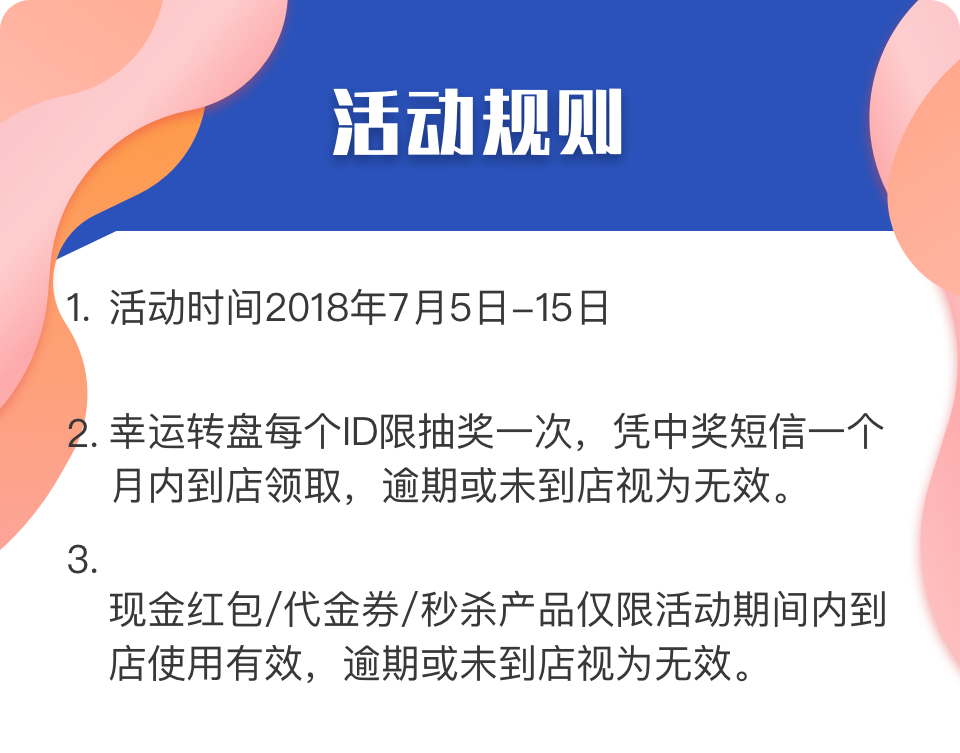 活动规则
1. 活动时间2018年7月5日-15日
2. 幸运转盘每个ID限抽奖一次，凭中奖短信一个
月内到店领取，逾期或未到店视为无效。
3.
现金红包/代金券/秒杀产品仅限活动期间内到
店使用有效，逾期或未到店视为无效。